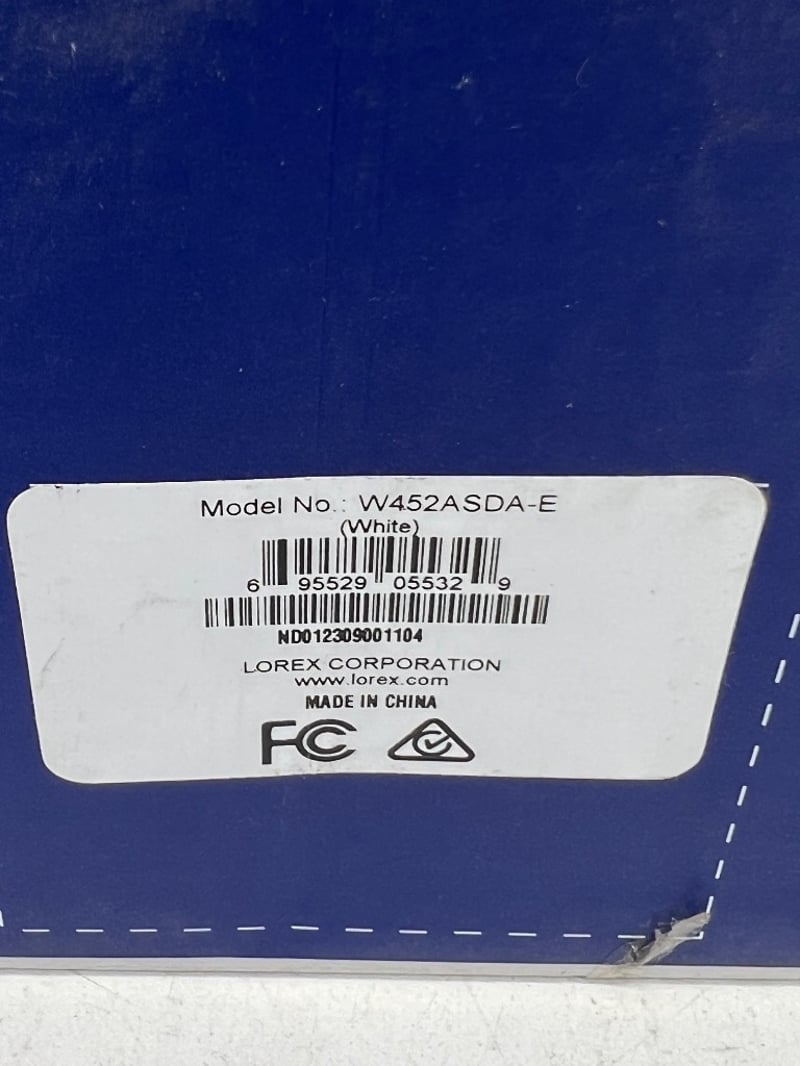 Model No.: W452ASDA-E
(White)
6 95529 05532 9
ND012309001104
LOREX CORPORATION
www.lorex.com
MADE IN CHINA
FC